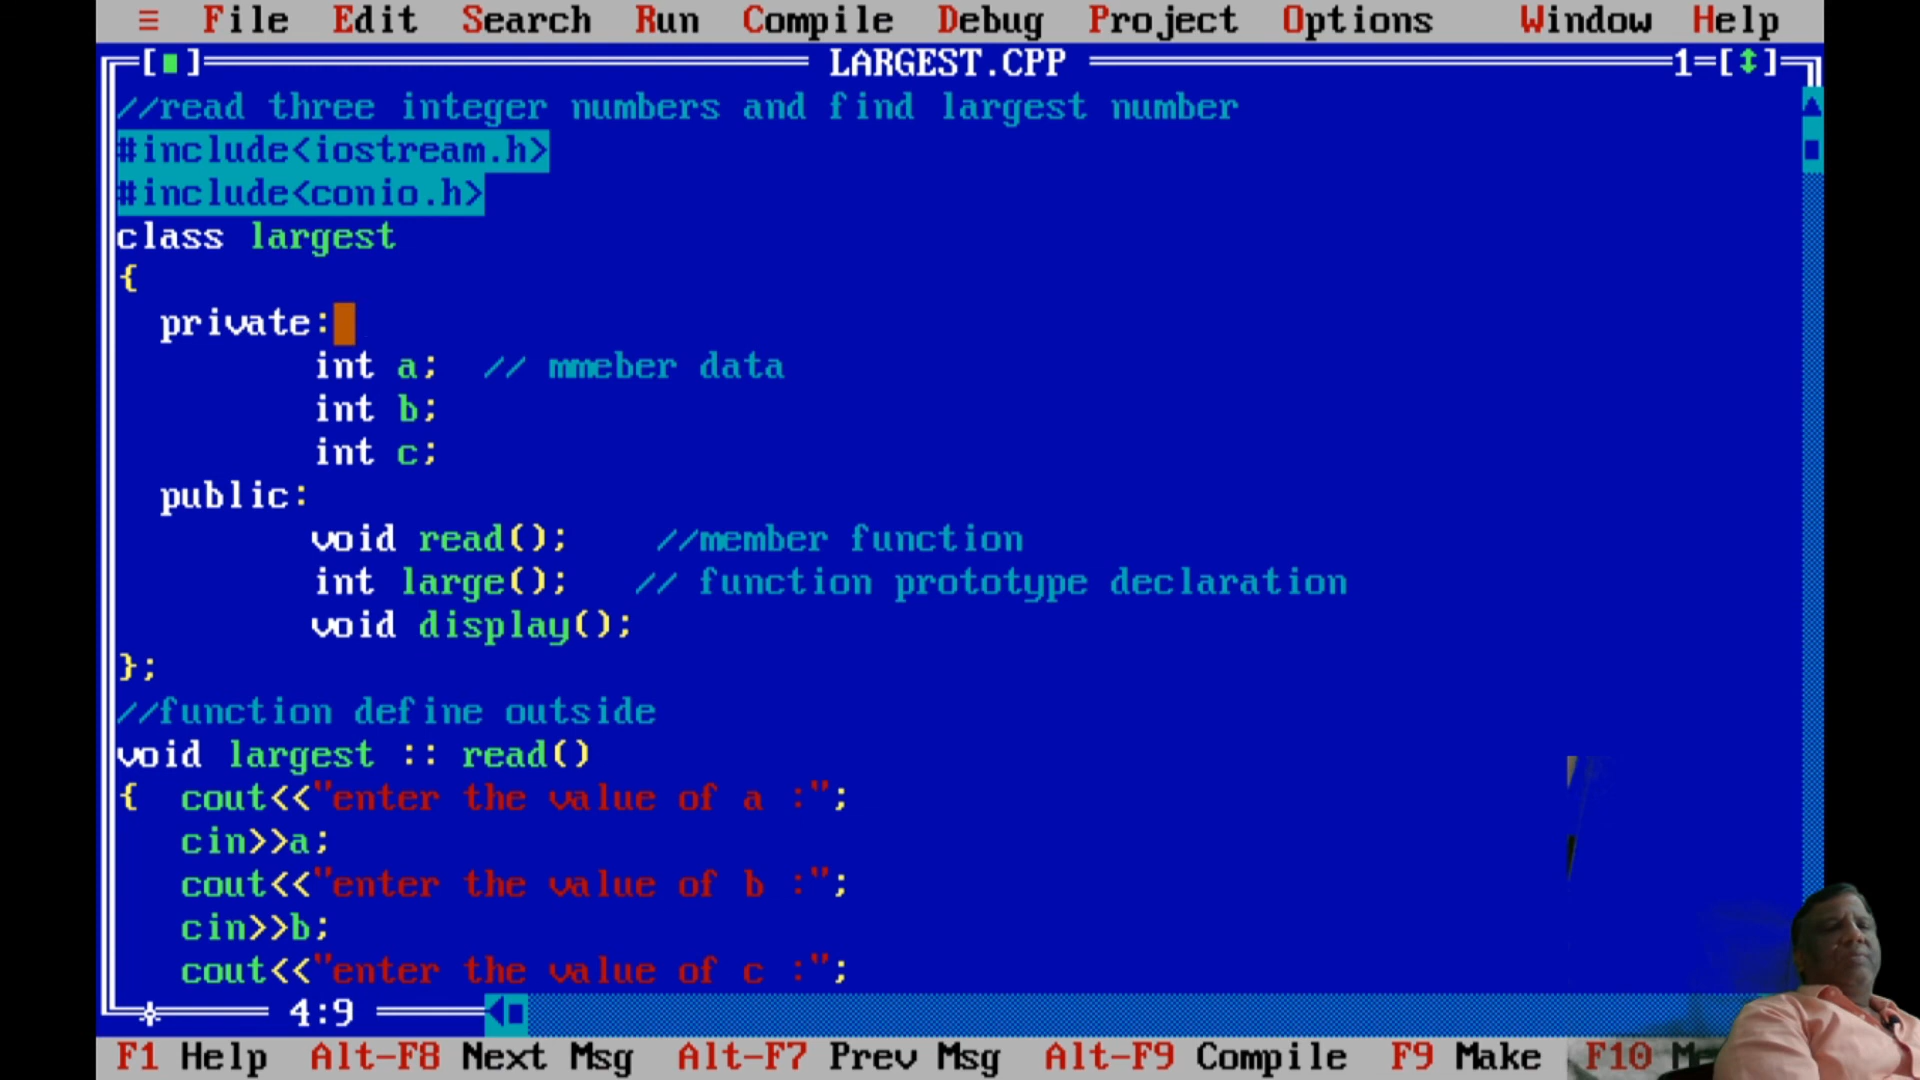 ≡ File Edit Search Run Compile Debug Project Options Window Help
[■] LARGEST.CPP 1=[↕]
//read three integer numbers and find largest number
#include<iostream.h>
#include<conio.h>
class largest
{
private:
int a; // mmeber data
int b;
int c;
public:
void read(); //member function
int large(); // function prototype declaration
void display();
};
//function define outside
void largest :: read()
{ cout<<"enter the value of a :";
cin>>a;
cout<<"enter the value of b :";
cin>>b;
cout<<"enter the value of c :";
4:9
F1 Help Alt-F8 Next Msg Alt-F7 Prev Msg Alt-F9 Compile F9 Make F10